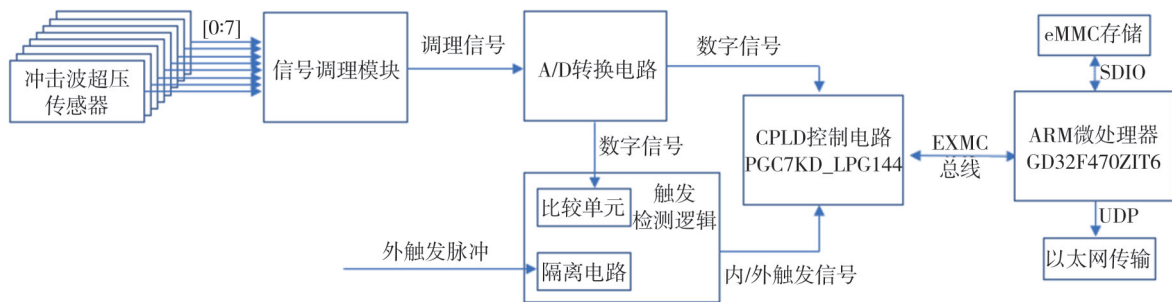 冲击波超压
传感器
[0:7]
信号调理模块
调理信号
A/D转换电路
数字信号
数字信号
触发
检测逻辑
比较单元
隔离电路
外触发脉冲
内/外触发信号
CPLD控制电路
PGC7KD_LPG144
EXMC
总线
eMMC存储
SDIO
ARM微处理器
GD32F470ZIT6
UDP
以太网传输